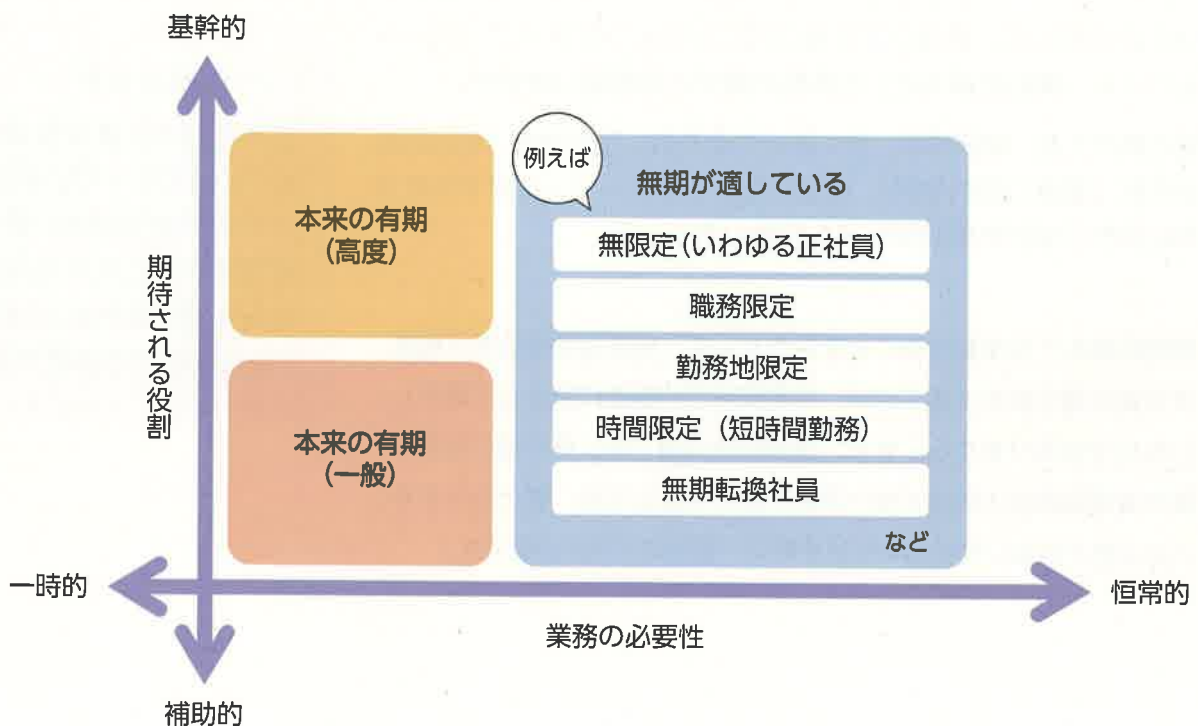 基幹的
例えば
無期が適している
本来の有期
(高度)
無限定(いわゆる正社員)
職務限定
期待される役割
勤務地限定
時間限定（短時間勤務）
本来の有期
(一般)
無期転換社員
など
一時的
恒常的
業務の必要性
補助的